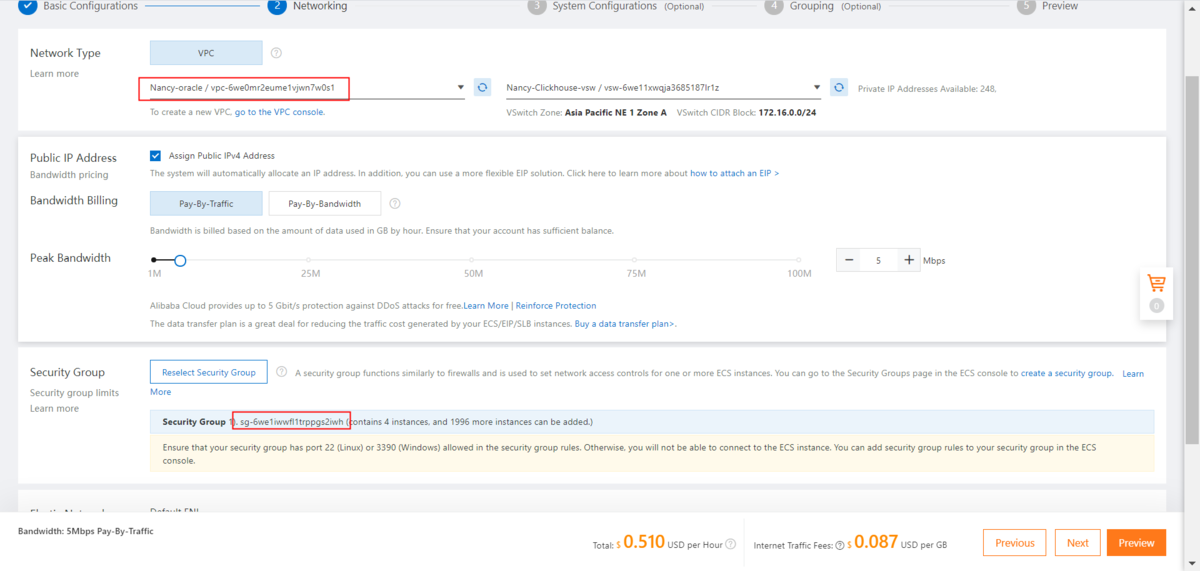 Basic Configurations
2 Networking
3 System Configurations (Optional)
4 Grouping (Optional)
5 Preview
Network Type
VPC
Learn more
Nancy-oracle / vpc-6we0mr2eume1vjwn7w0s1
Nancy-Clickhouse-vsw / vsw-6we11xwqja3685187lr1z
Private IP Addresses Available: 248,
To create a new VPC, go to the VPC console.
VSwitch Zone: Asia Pacific NE 1 Zone A VSwitch CIDR Block: 172.16.0.0/24
Public IP Address
Assign Public IPv4 Address
Bandwidth pricing
The system will automatically allocate an IP address. In addition, you can use a more flexible EIP solution. Click here to learn more about how to attach an EIP >
Bandwidth Billing
Pay-By-Traffic
Pay-By-Bandwidth
Bandwidth is billed based on the amount of data used in GB by hour. Ensure that your account has sufficient balance.
Peak Bandwidth
1M 25M 50M 75M 100M
− 5 + Mbps
Alibaba Cloud provides up to 5 Gbit/s protection against DDoS attacks for free.Learn More | Reinforce Protection
The data transfer plan is a great deal for reducing the traffic cost generated by your ECS/EIP/SLB instances. Buy a data transfer plan>.
0
Security Group
Reselect Security Group
A security group functions similarly to firewalls and is used to set network access controls for one or more ECS instances. You can go to the Security Groups page in the ECS console to create a security group. Learn
More
Security group limits
Learn more
Security Group 1). sg-6we1iwwfl1trppgs2iwh (contains 4 instances, and 1996 more instances can be added.)
Ensure that your security group has port 22 (Linux) or 3390 (Windows) allowed in the security group rules. Otherwise, you will not be able to connect to the ECS instance. You can add security group rules to your security group in the ECS
console.
Bandwidth: 5Mbps Pay-By-Traffic
Total: $ 0.510 USD per Hour
Internet Traffic Fees: $ 0.087 USD per GB
Previous
Next
Preview